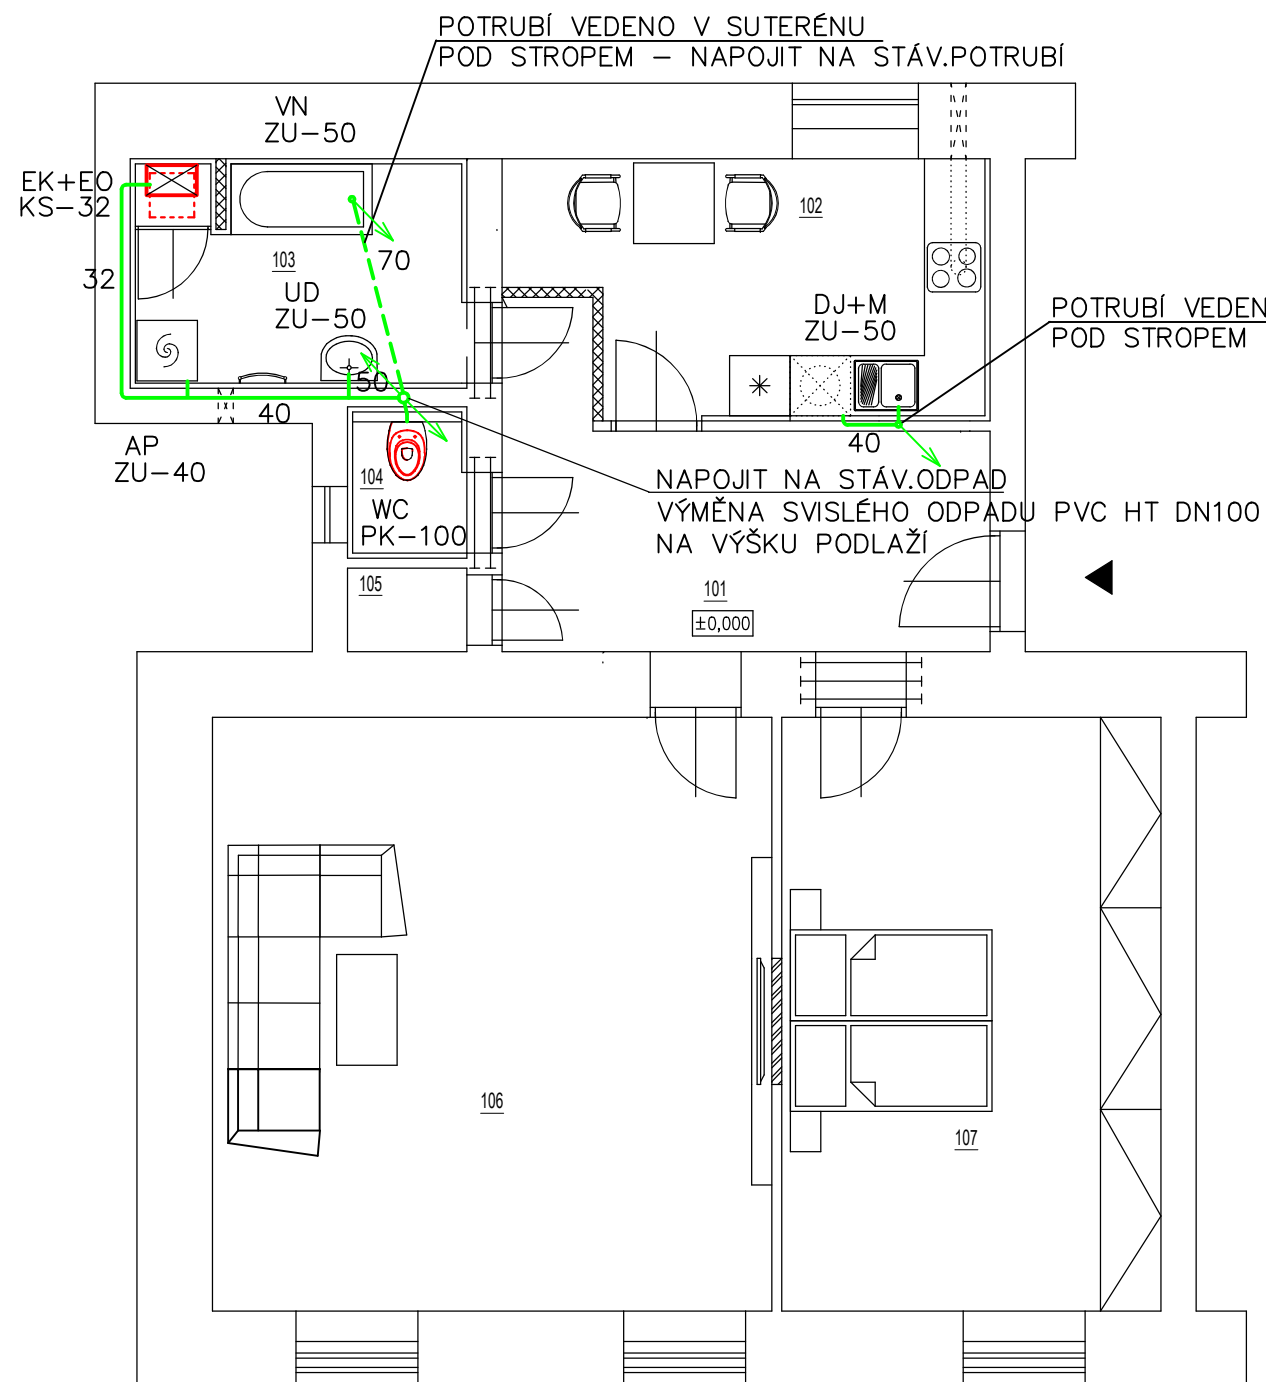 POTRUBÍ VEDENO V SUTERÉNU
POD STROPEM – NAPOJIT NA STÁV.POTRUBÍ
VN
ZU-50
EK+EO
KS-32
102
103
70
32
UD
ZU-50
DJ+M
ZU-50
POTRUBÍ VEDEN
POD STROPEM
50
40
40
AP
ZU-40
104
NAPOJIT NA STÁV.ODPAD
VÝMĚNA SVISLÉHO ODPADU PVC HT DN100
NA VÝŠKU PODLAŽÍ
WC
PK-100
105
101
±0,000
106
107